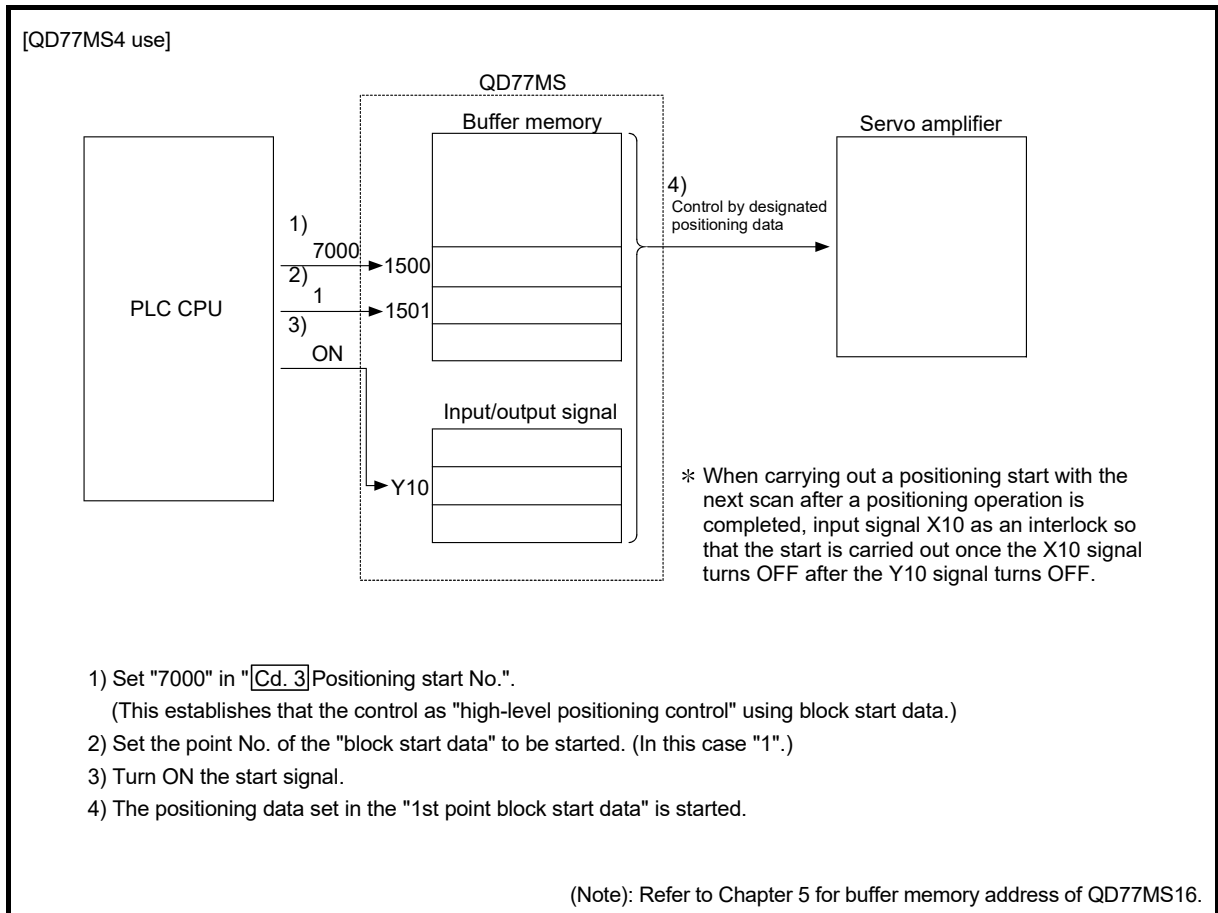 [QD77MS4 use]
QD77MS
Buffer memory
Servo amplifier
4)
Control by designated
positioning data
1)
7000
1500
2)
1
1501
PLC CPU
3)
ON
Input/output signal
Y10
* When carrying out a positioning start with the
next scan after a positioning operation is
completed, input signal X10 as an interlock so
that the start is carried out once the X10 signal
turns OFF after the Y10 signal turns OFF.
1) Set "7000" in "Cd. 3 Positioning start No.".
(This establishes that the control as "high-level positioning control" using block start data.)
2) Set the point No. of the "block start data" to be started. (In this case "1".)
3) Turn ON the start signal.
4) The positioning data set in the "1st point block start data" is started.
(Note): Refer to Chapter 5 for buffer memory address of QD77MS16.